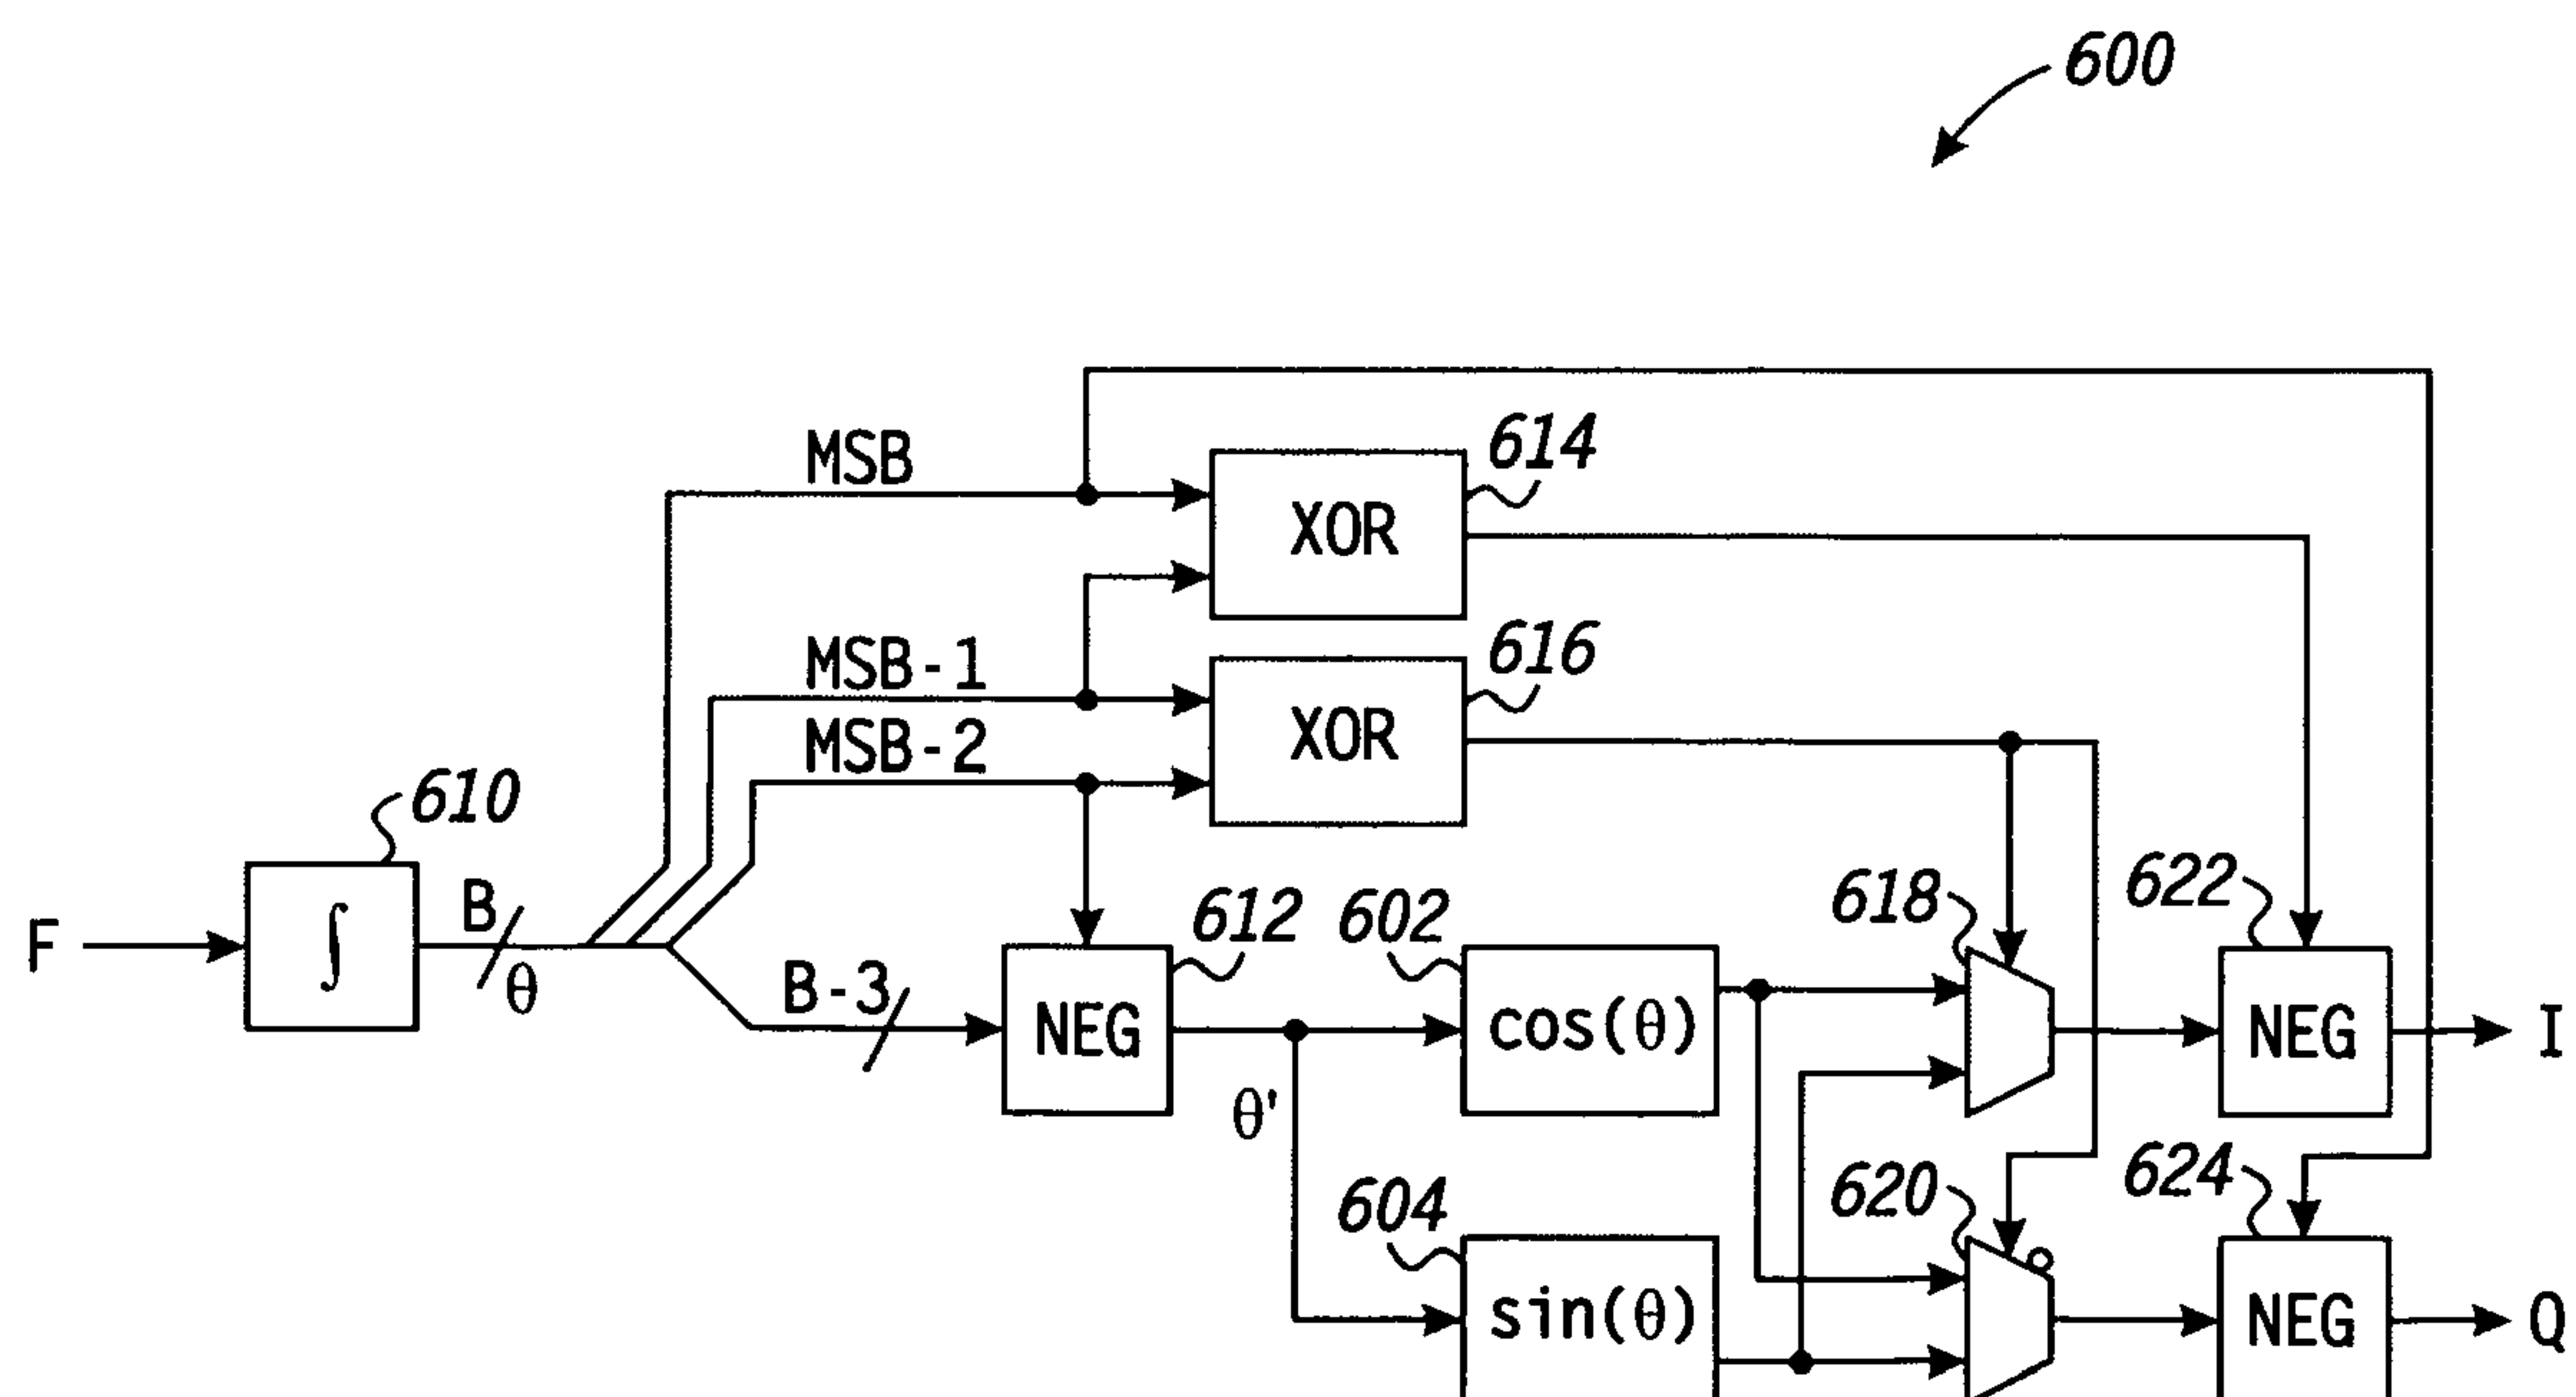 600
MSB
614
XOR
MSB-1
616
XOR
MSB-2
610
F
∫
B
θ
B-3
612
NEG
θ'
602
cos(θ)
618
622
NEG
I
604
sin(θ)
620
624
NEG
Q